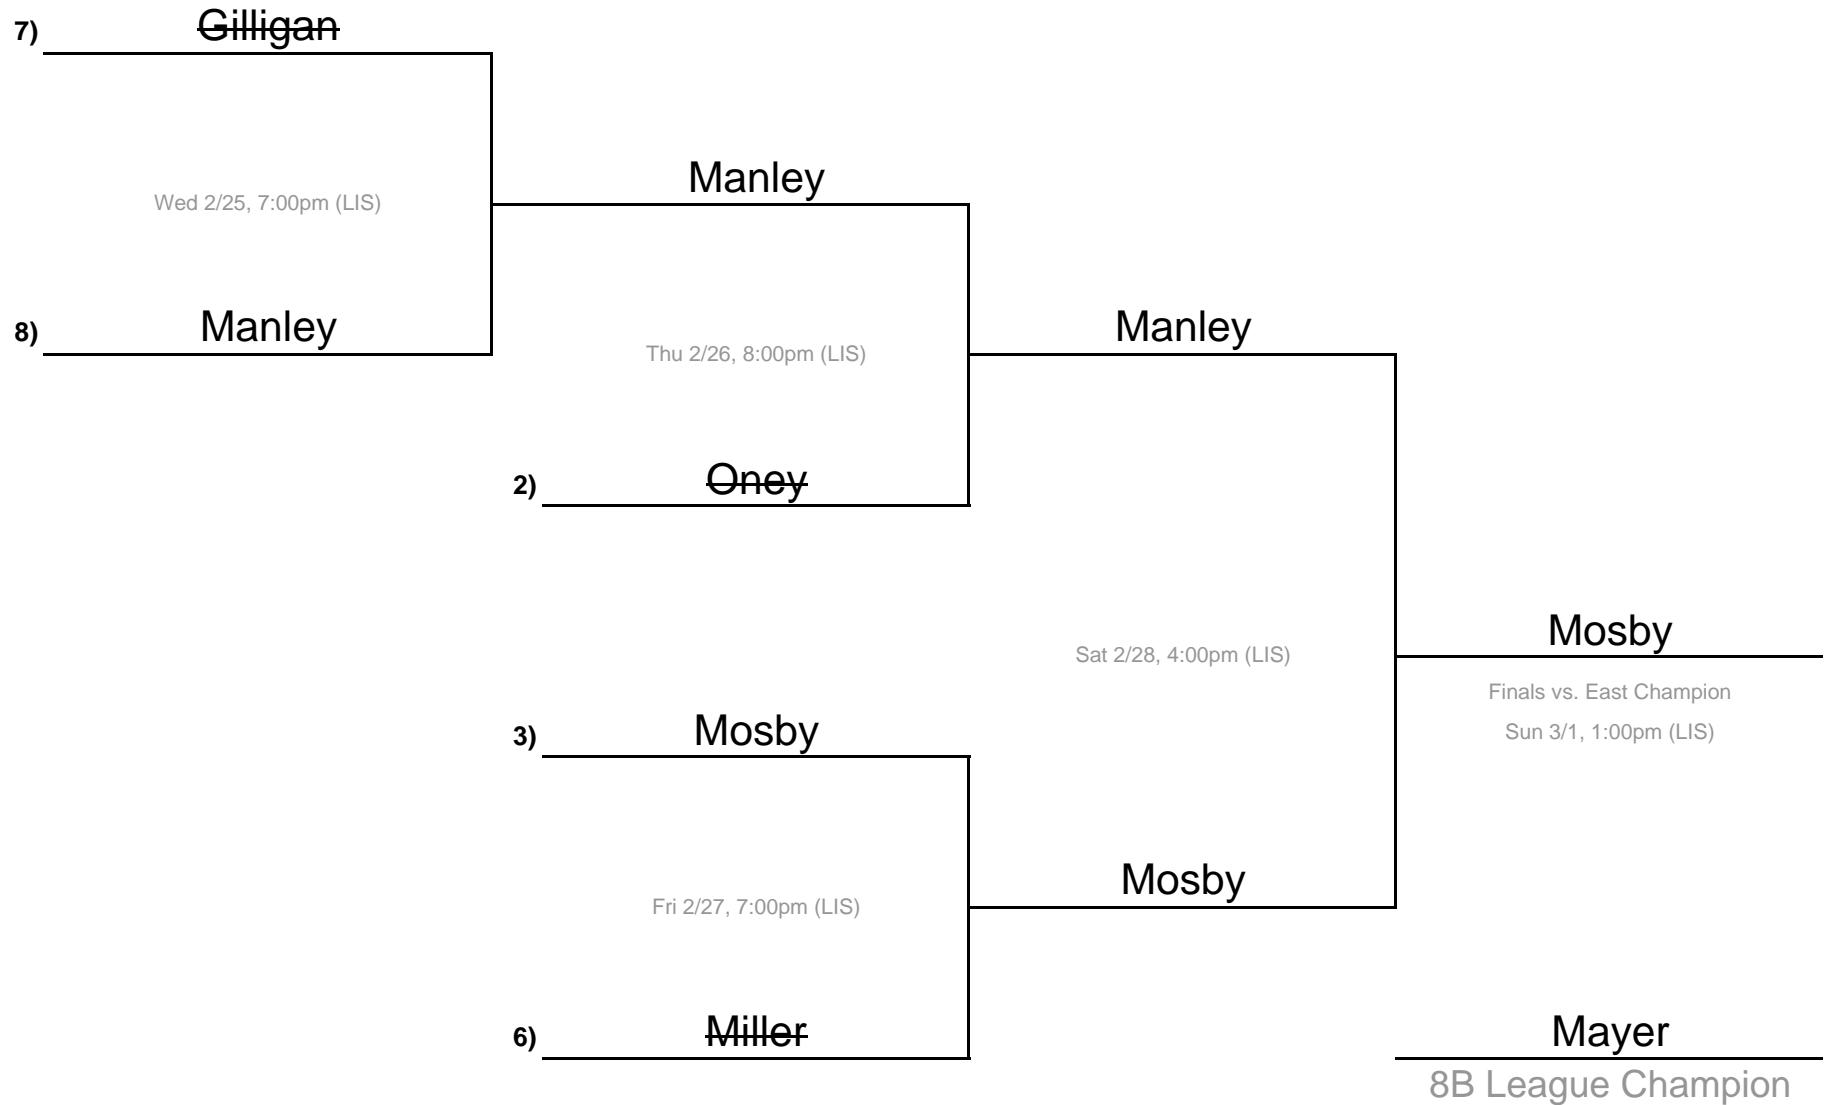 7) Gilligan
Manley
Wed 2/25, 7:00pm (LIS)
8) Manley
Manley
Thu 2/26, 8:00pm (LIS)
2) Oney
Mosby
Sat 2/28, 4:00pm (LIS)
Finals vs. East Champion
Sun 3/1, 1:00pm (LIS)
3) Mosby
Mosby
Fri 2/27, 7:00pm (LIS)
6) Miller
Mayer
8B League Champion